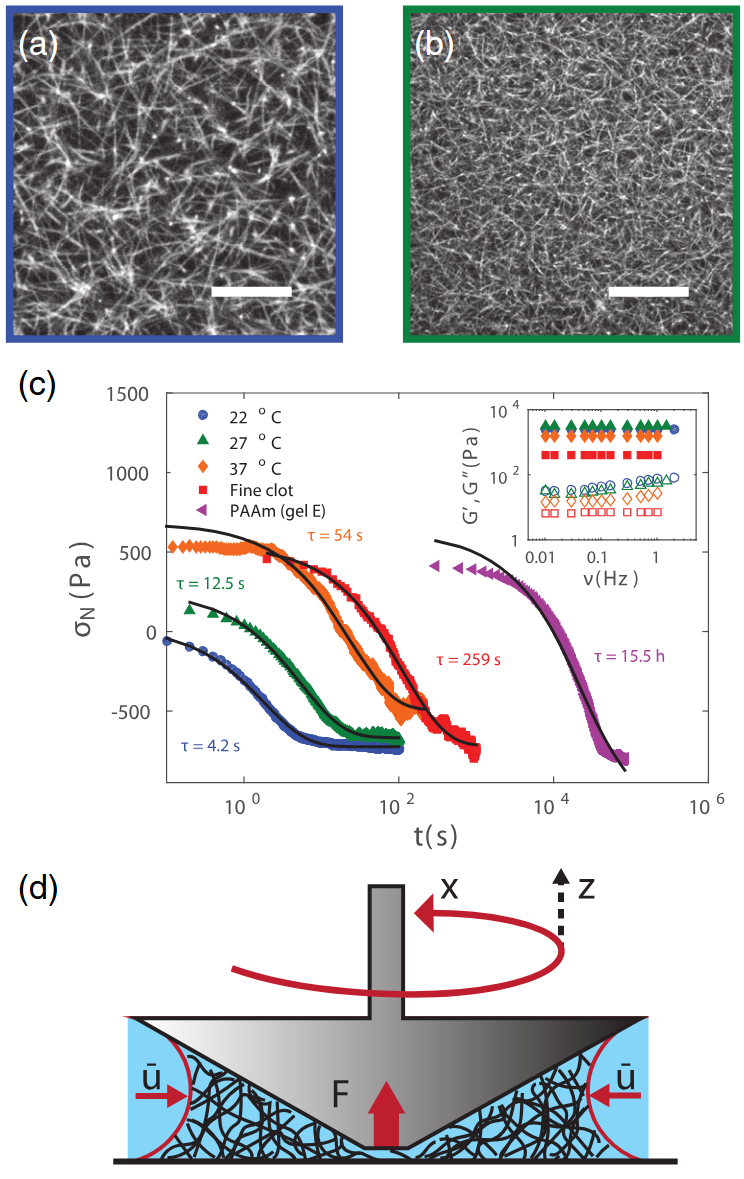 (a)
(b)
(c)
1500
1000
500
0
-500
σN (Pa)
22 °C
27 °C
37 °C
Fine clot
PAAm (gel E)
τ = 54 s
τ = 12.5 s
τ = 4.2 s
τ = 259 s
τ = 15.5 h
10^4
10^2
1
G′, G″(Pa)
0.01 0.1 1
ν(Hz)
10^0 10^2 10^4 10^6
t(s)
(d)
x z
ū F ū